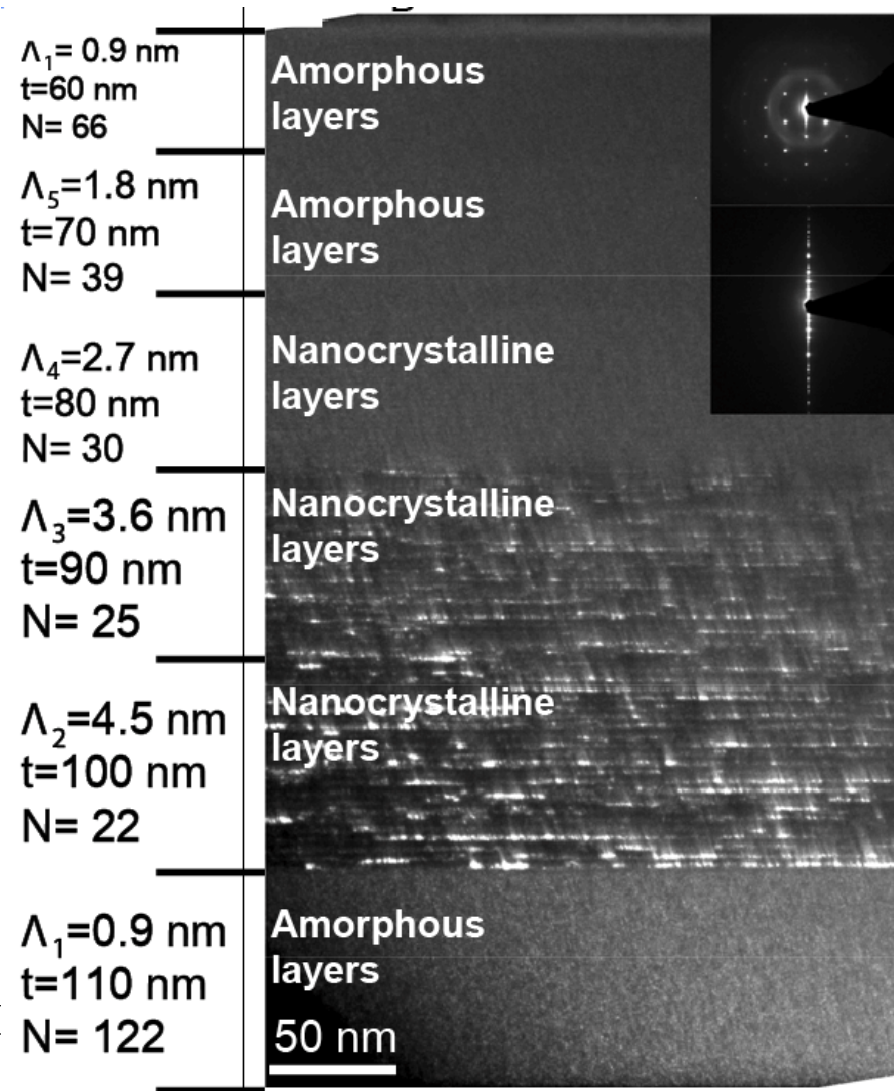 Λ1= 0.9 nm
t=60 nm
N= 66
Amorphous
layers
Λ5=1.8 nm
t=70 nm
N= 39
Amorphous
layers
Λ4=2.7 nm
t=80 nm
N= 30
Nanocrystalline
layers
Λ3=3.6 nm
t=90 nm
N= 25
Nanocrystalline
layers
Λ2=4.5 nm
t=100 nm
N= 22
Nanocrystalline
layers
Λ1=0.9 nm
t=110 nm
N= 122
Amorphous
layers
50 nm